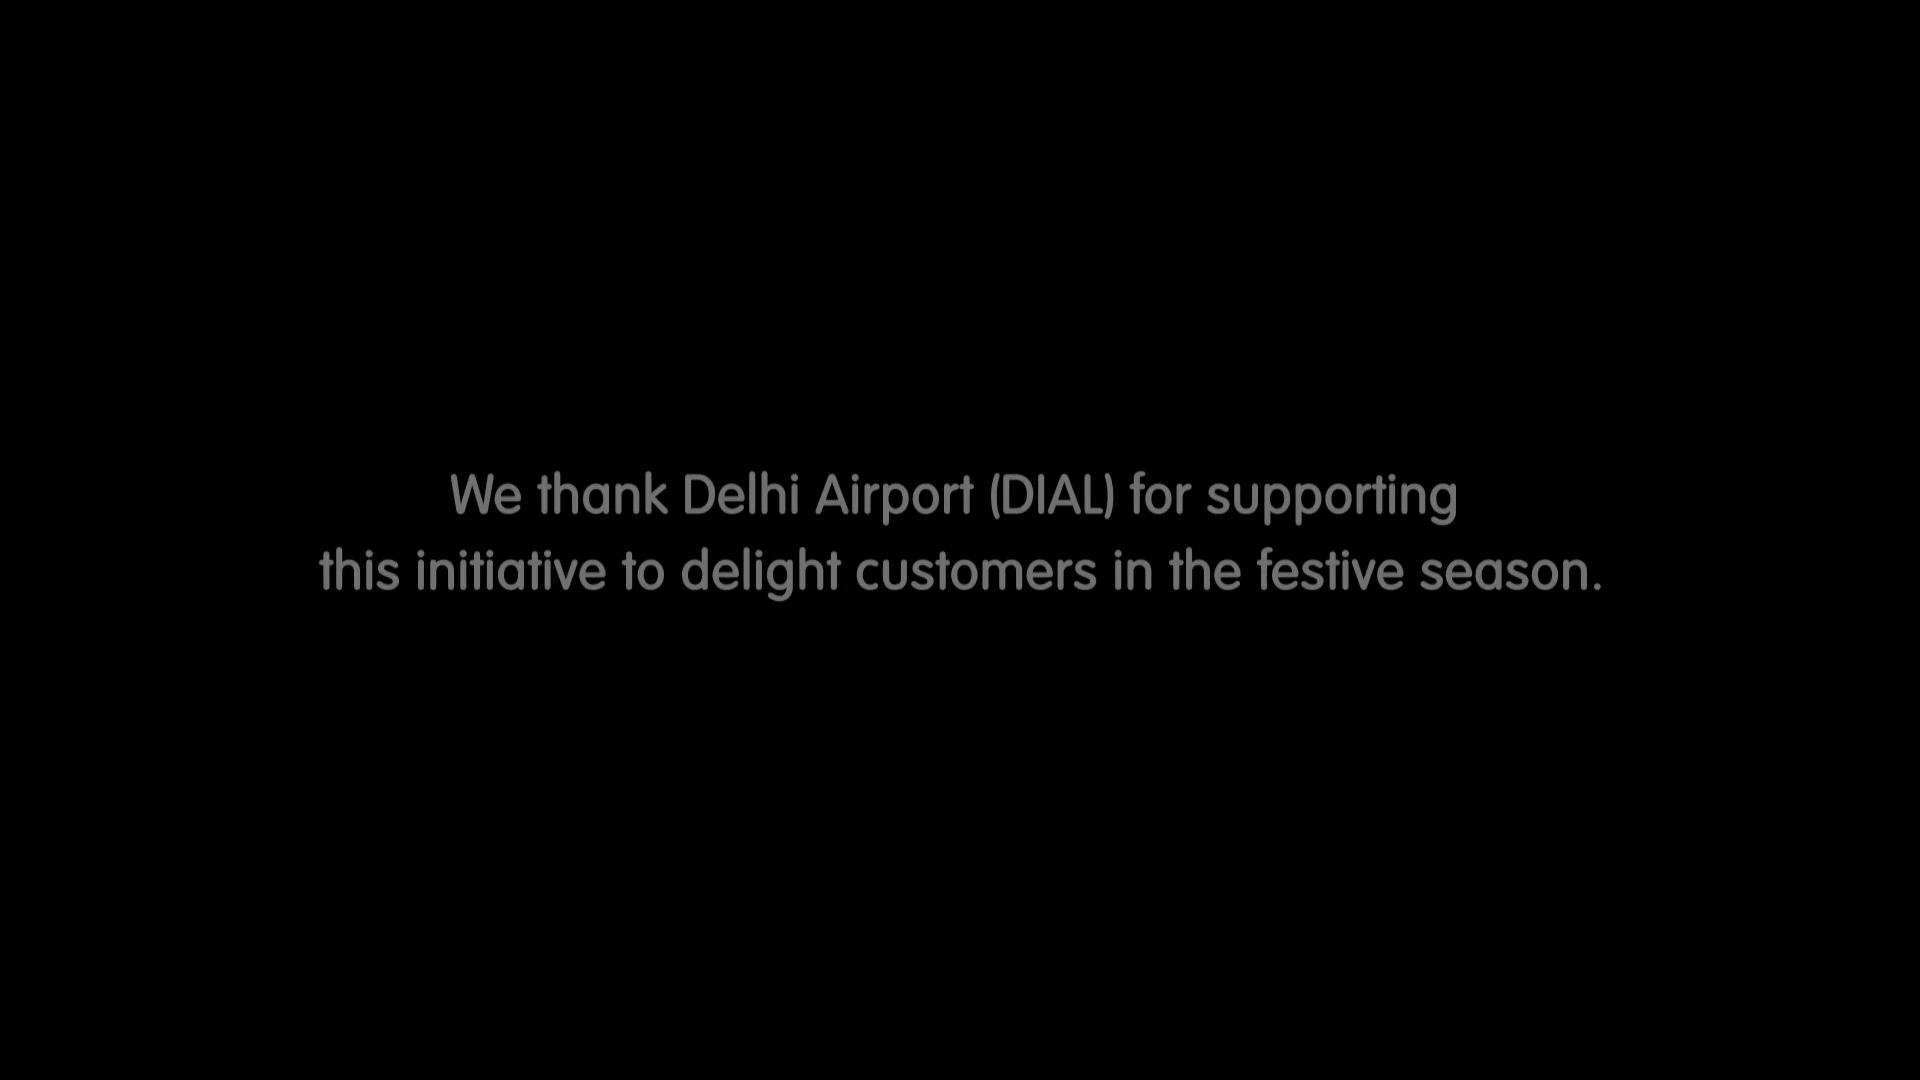 We thank Delhi Airport (DIAL) for supporting
this initiative to delight customers in the festive season.